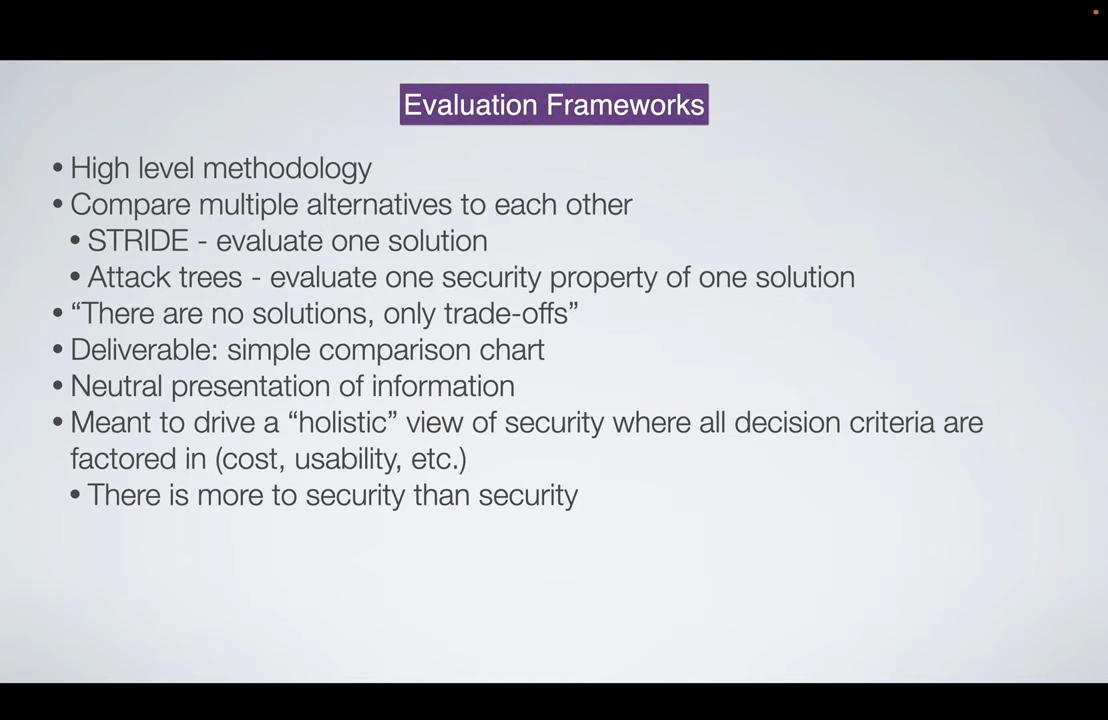 Evaluation Frameworks
• High level methodology
• Compare multiple alternatives to each other
• STRIDE - evaluate one solution
• Attack trees - evaluate one security property of one solution
• “There are no solutions, only trade-offs”
• Deliverable: simple comparison chart
• Neutral presentation of information
• Meant to drive a “holistic” view of security where all decision criteria are
factored in (cost, usability, etc.)
• There is more to security than security